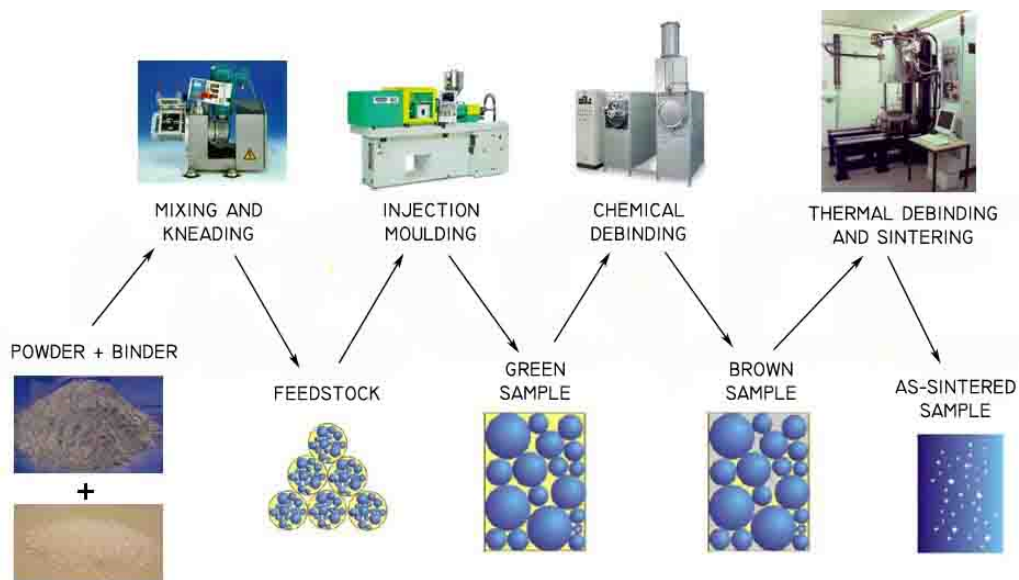 MIXING AND
KNEADING
INJECTION
MOULDING
CHEMICAL
DEBINDING
THERMAL DEBINDING
AND SINTERING
POWDER + BINDER
FEEDSTOCK
GREEN
SAMPLE
BROWN
SAMPLE
AS-SINTERED
SAMPLE
+